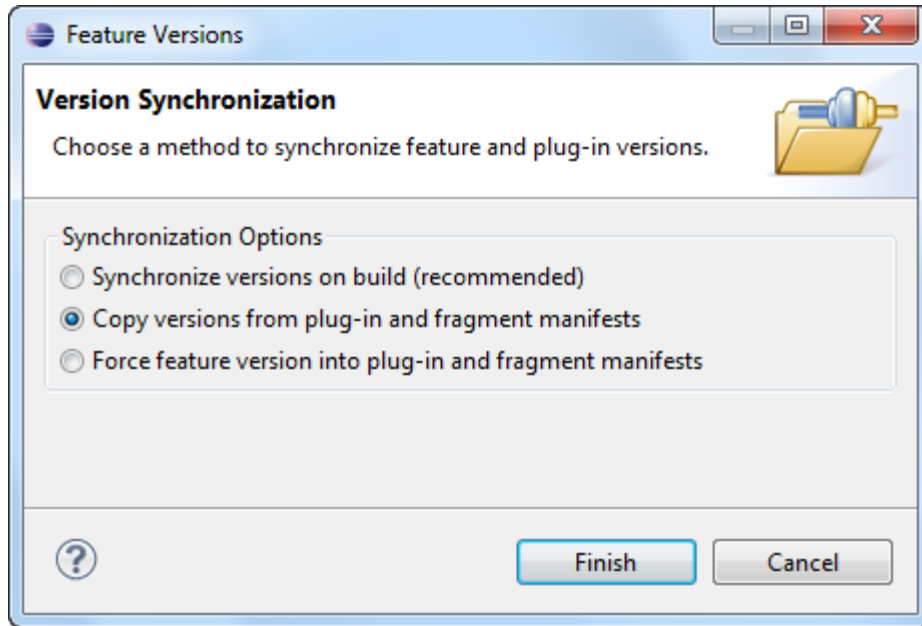 Feature Versions
Version Synchronization
Choose a method to synchronize feature and plug-in versions.
Synchronization Options
Synchronize versions on build (recommended)
Copy versions from plug-in and fragment manifests
Force feature version into plug-in and fragment manifests
?
Finish Cancel